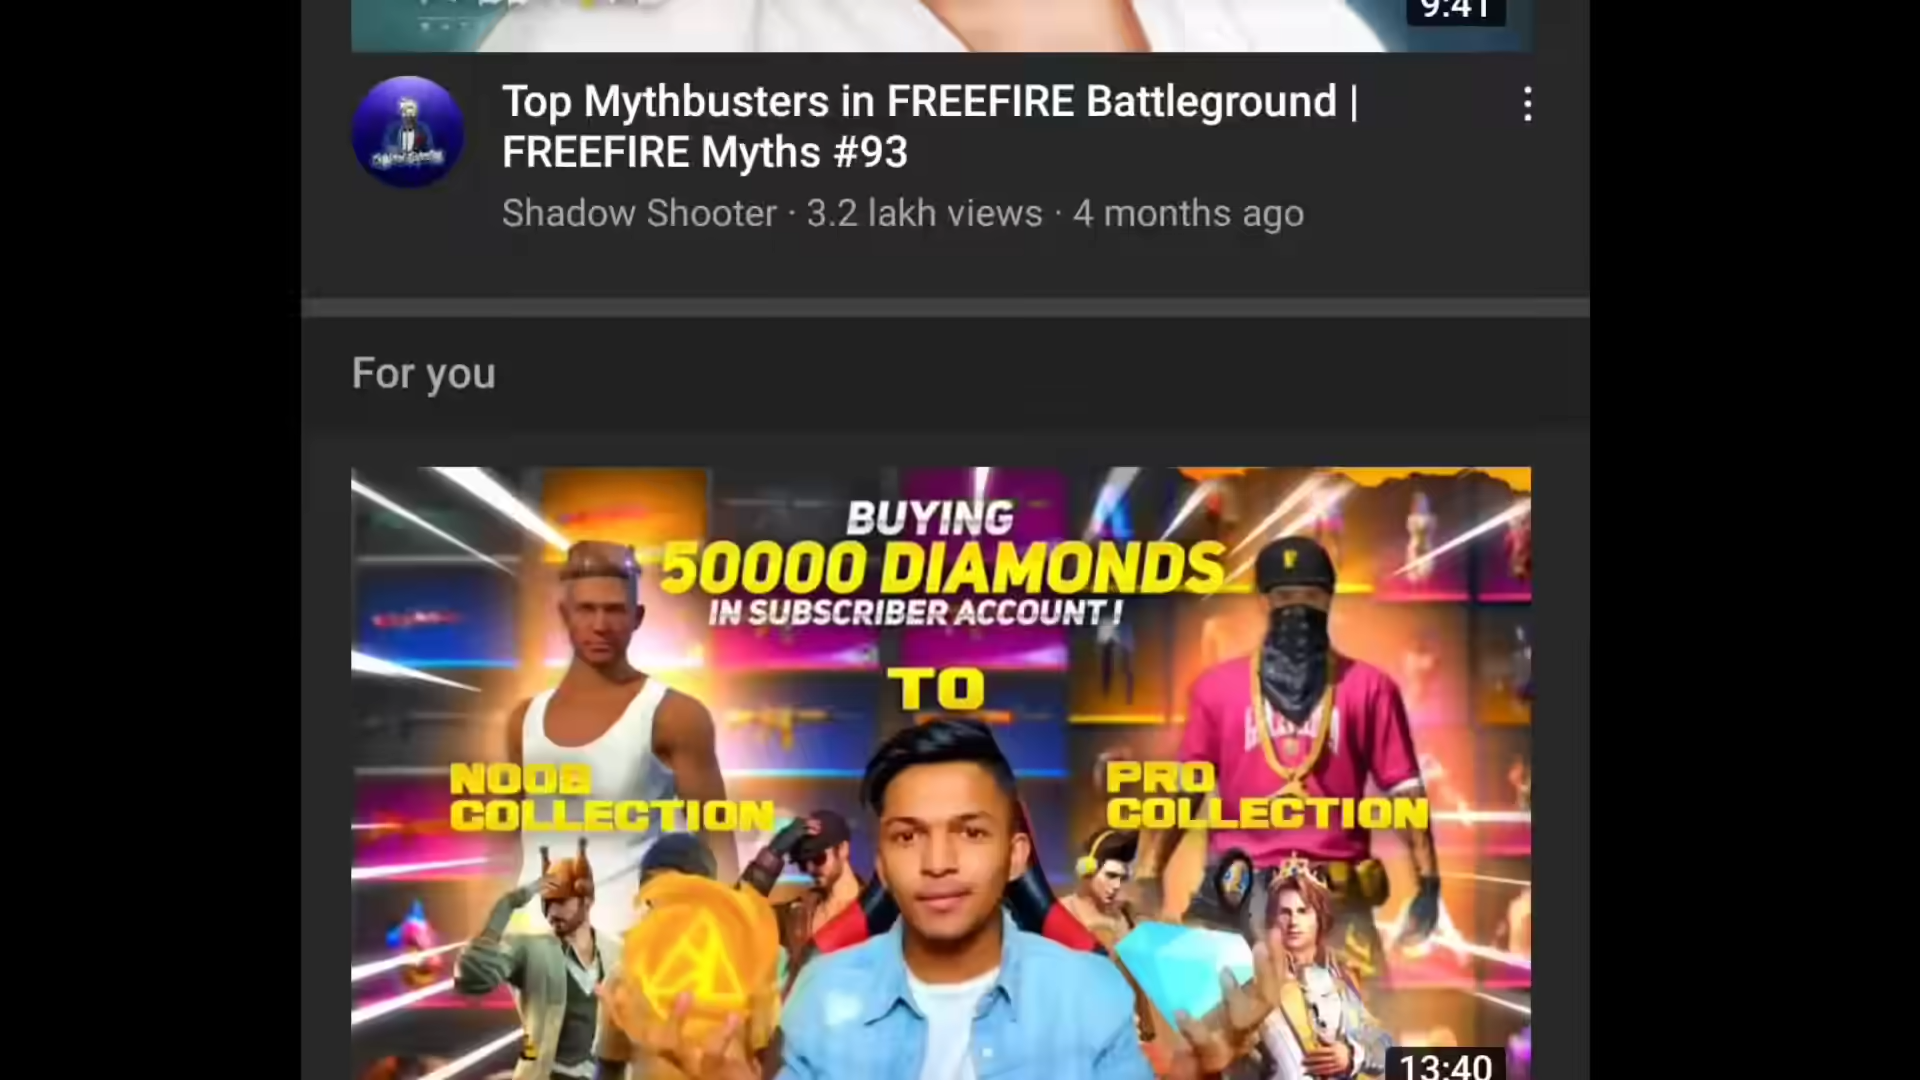 9:41
Top Mythbusters in FREEFIRE Battleground |
FREEFIRE Myths #93
Shadow Shooter · 3.2 lakh views · 4 months ago
For you
BUYING
50000 DIAMONDS
IN SUBSCRIBER ACCOUNT!
TO
NOOB
COLLECTION
PRO
COLLECTION
13:40